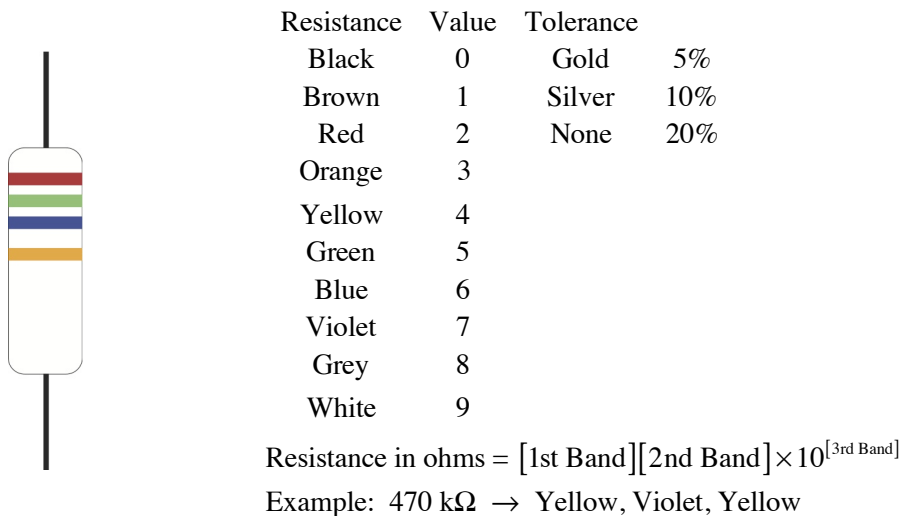 Resistance Value Tolerance
Black 0 Gold 5%
Brown 1 Silver 10%
Red 2 None 20%
Orange 3
Yellow 4
Green 5
Blue 6
Violet 7
Grey 8
White 9
Resistance in ohms = [1st Band][2nd Band]×10^[3rd Band]
Example: 470 kΩ → Yellow, Violet, Yellow